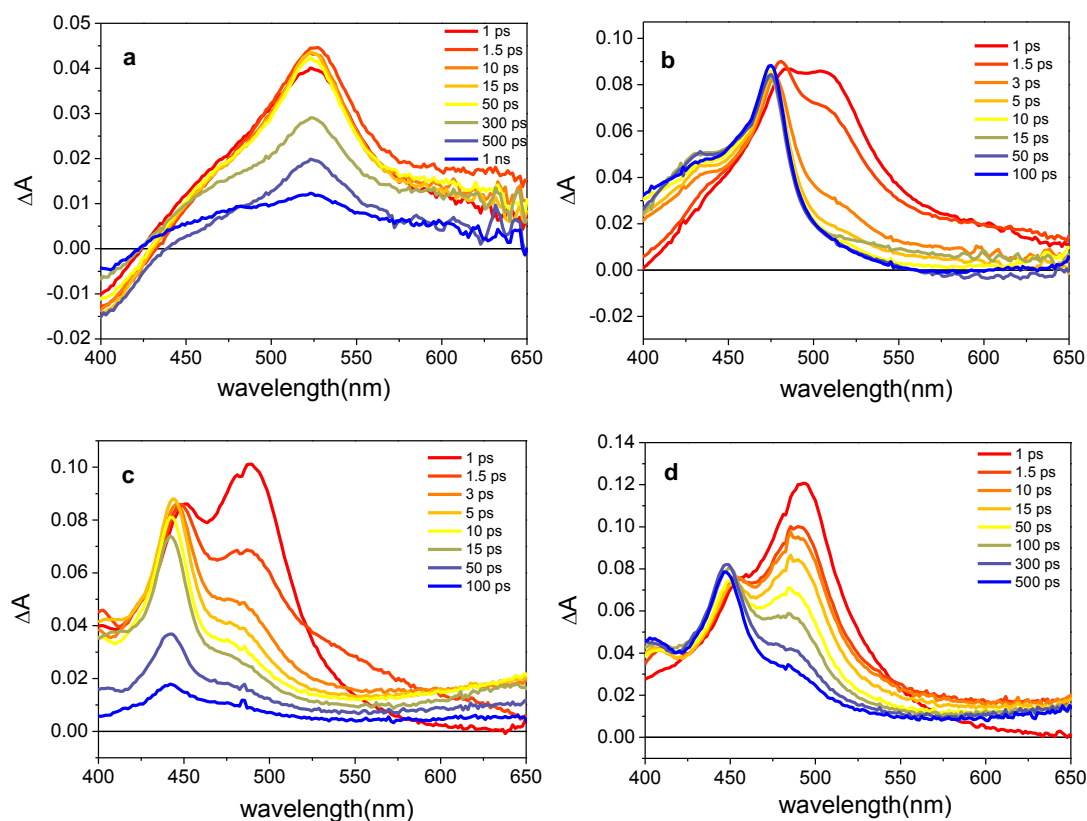 a
0.05
0.04
0.03
0.02
0.01
0.00
-0.01
-0.02
ΔA
400 450 500 550 600 650
wavelength(nm)
1 ps
1.5 ps
10 ps
15 ps
50 ps
300 ps
500 ps
1 ns
b
0.10
0.08
0.06
0.04
0.02
0.00
-0.02
ΔA
400 450 500 550 600 650
wavelength(nm)
1 ps
1.5 ps
3 ps
5 ps
10 ps
15 ps
50 ps
100 ps
c
0.10
0.08
0.06
0.04
0.02
0.00
ΔA
400 450 500 550 600 650
wavelength(nm)
1 ps
1.5 ps
3 ps
5 ps
10 ps
15 ps
50 ps
100 ps
d
0.14
0.12
0.10
0.08
0.06
0.04
0.02
0.00
ΔA
400 450 500 550 600 650
wavelength(nm)
1 ps
1.5 ps
10 ps
15 ps
50 ps
100 ps
300 ps
500 ps